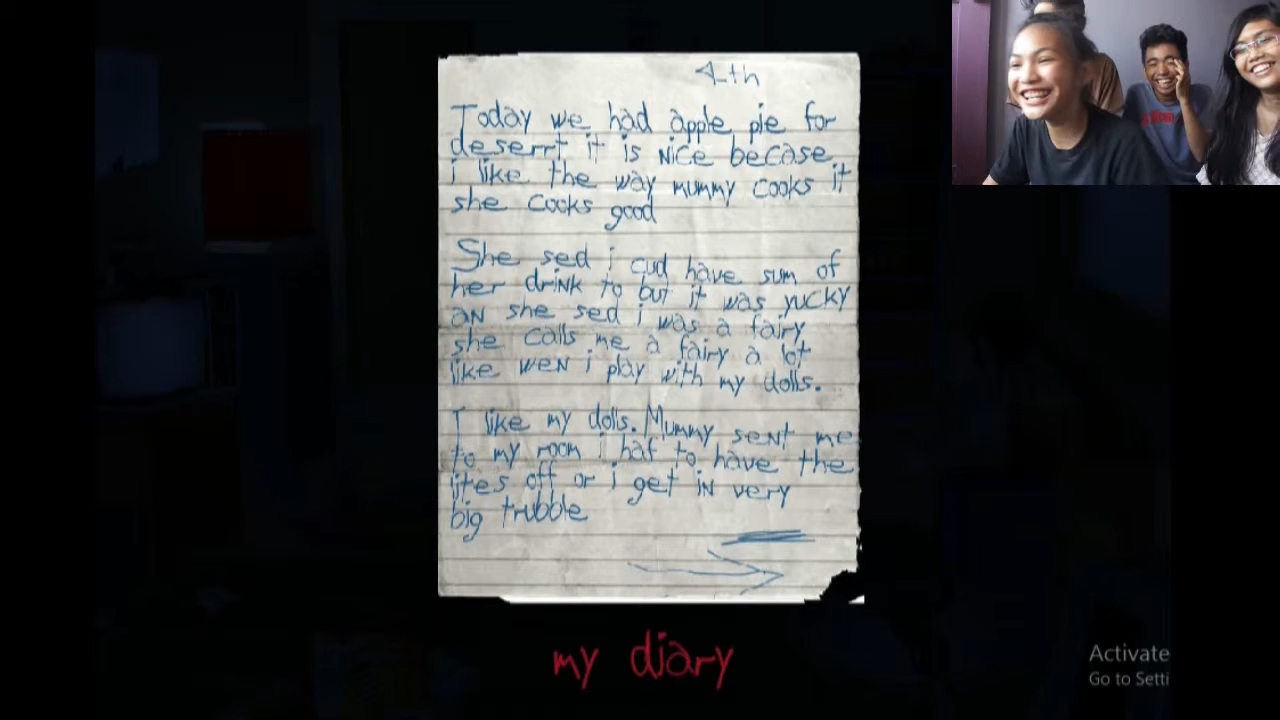 4th
Today we had apple pie for
deserrt it is nice becase
i like the way mummy cooks it
she cooks good
She sed i cud have sum of
her drink to but it was yucky
an she sed i was a fairy
she calls me a fairy a lot
like wen i play with my dolls.
I like my dolls. Mummy sent me
to my room i haf to have the
lites off or i get in very
big trubble
my diary
Activate
Go to Setti